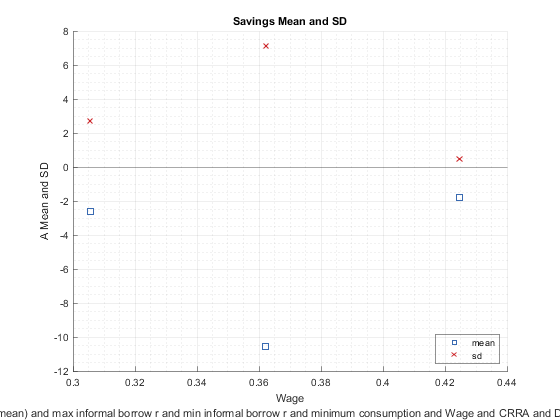 Savings Mean and SD
8
6
4
2
0
-2
-4
-6
-8
-10
-12
A Mean and SD
0.3 0.32 0.34 0.36 0.38 0.4 0.42 0.44
Wage
mean
sd
mean) and max informal borrow r and min informal borrow r and minimum consumption and Wage and CRRA and